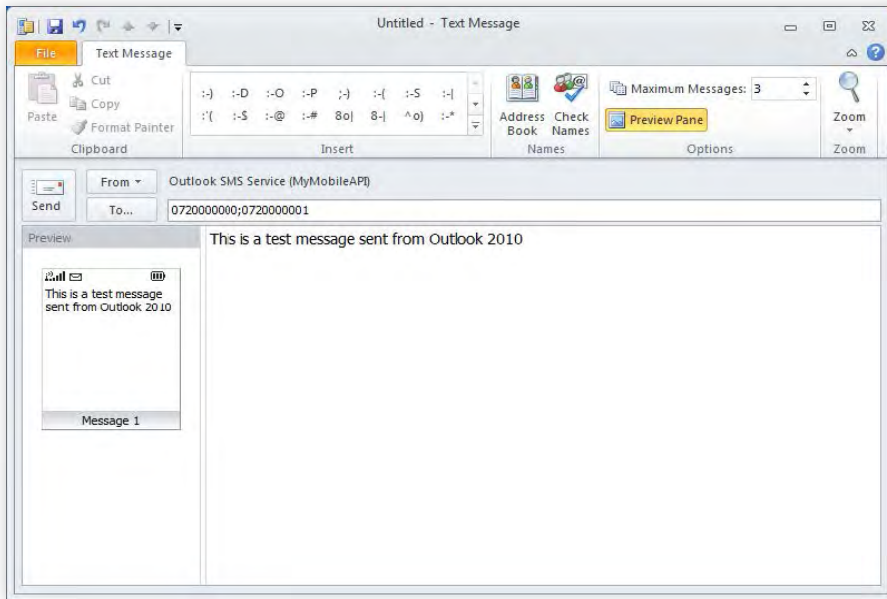 Untitled - Text Message
File Text Message
Paste
Cut
Copy
Format Painter
Clipboard
:-) :-D :-O :-P ;-) :-( :-S :-|
:'( :-$ :-@ :-# 8o| 8-| ^o) :-*
Insert
Address Book
Check Names
Names
Maximum Messages: 3
Preview Pane
Options
Zoom
Zoom
Send
From Outlook SMS Service (MyMobileAPI)
To... 0720000000;0720000001
Preview
This is a test message
sent from Outlook 2010
Message 1
This is a test message sent from Outlook 2010